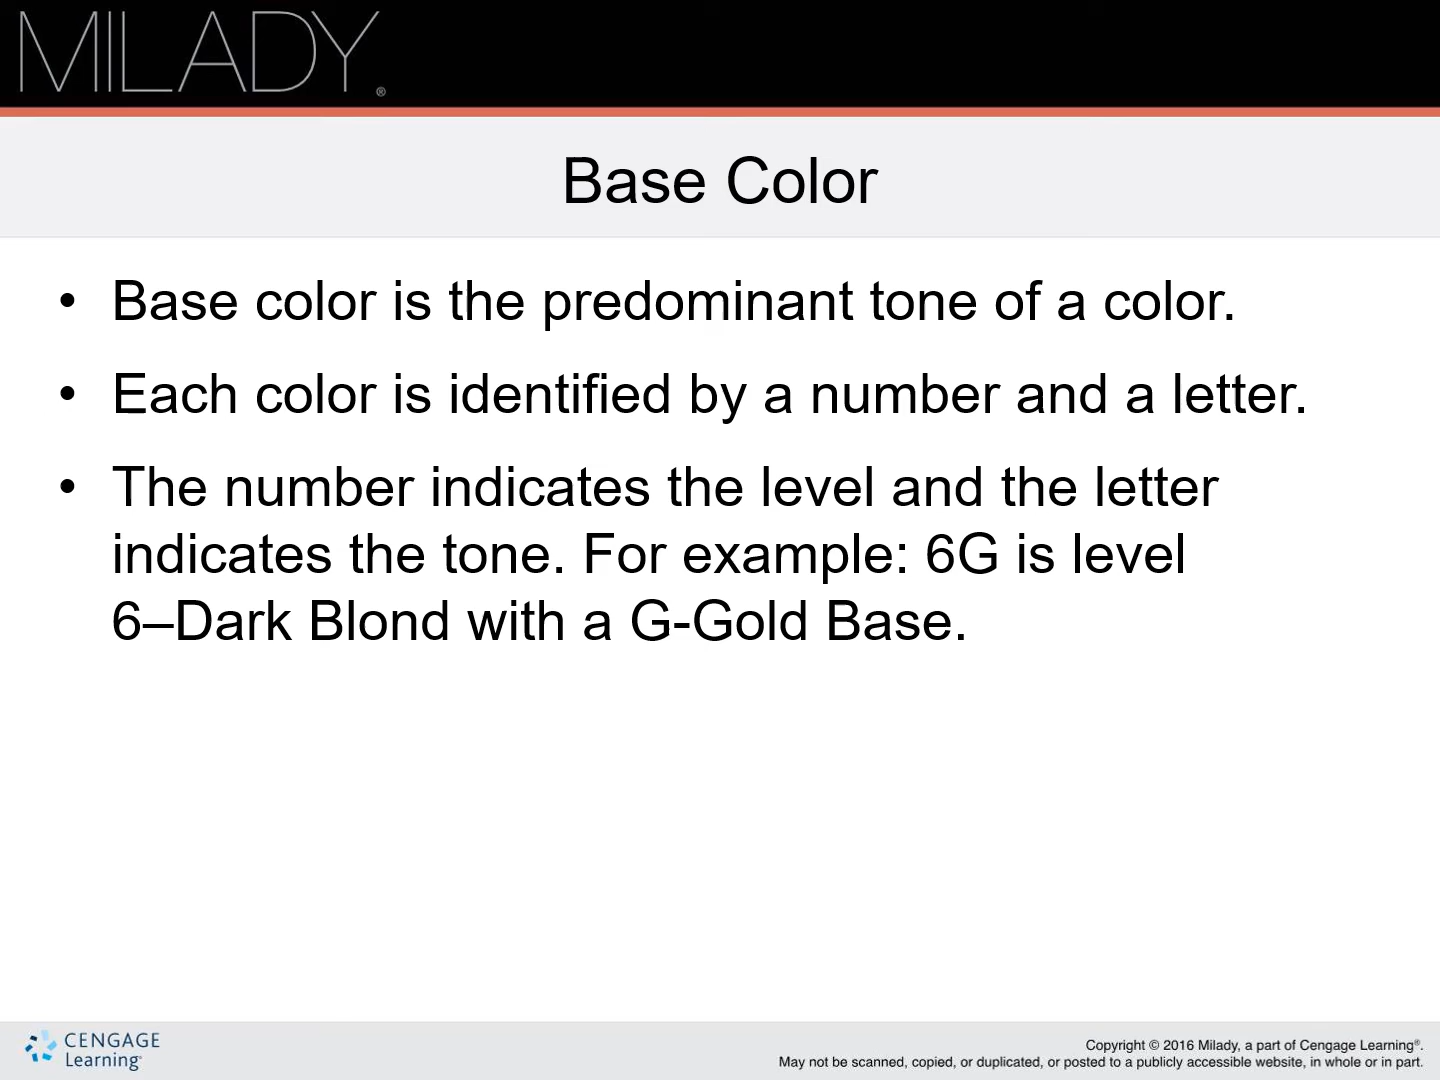 MILADY®
Base Color
• Base color is the predominant tone of a color.
• Each color is identified by a number and a letter.
• The number indicates the level and the letter
indicates the tone. For example: 6G is level
6–Dark Blond with a G-Gold Base.
CENGAGE
Learning®
Copyright © 2016 Milady, a part of Cengage Learning®.
May not be scanned, copied, or duplicated, or posted to a publicly accessible website, in whole or in part.